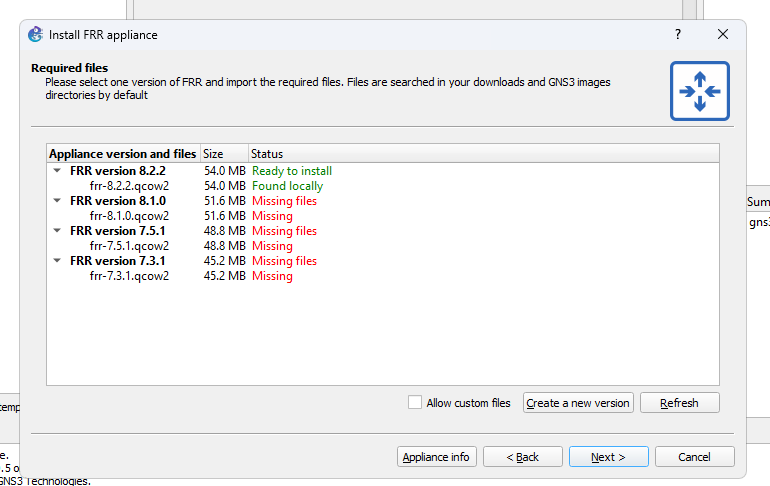 Install FRR appliance
?
Required files
Please select one version of FRR and import the required files. Files are searched in your downloads and GNS3 images
directories by default
Appliance version and files Size Status
FRR version 8.2.2 54.0 MB Ready to install
frr-8.2.2.qcow2 54.0 MB Found locally
FRR version 8.1.0 51.6 MB Missing files
frr-8.1.0.qcow2 51.6 MB Missing
FRR version 7.5.1 48.8 MB Missing files
frr-7.5.1.qcow2 48.8 MB Missing
FRR version 7.3.1 45.2 MB Missing files
frr-7.3.1.qcow2 45.2 MB Missing
Sum
gns3
Allow custom files Create a new version Refresh
temp
e.
.5 o
GNS3 Technologies.
Appliance info < Back Next > Cancel